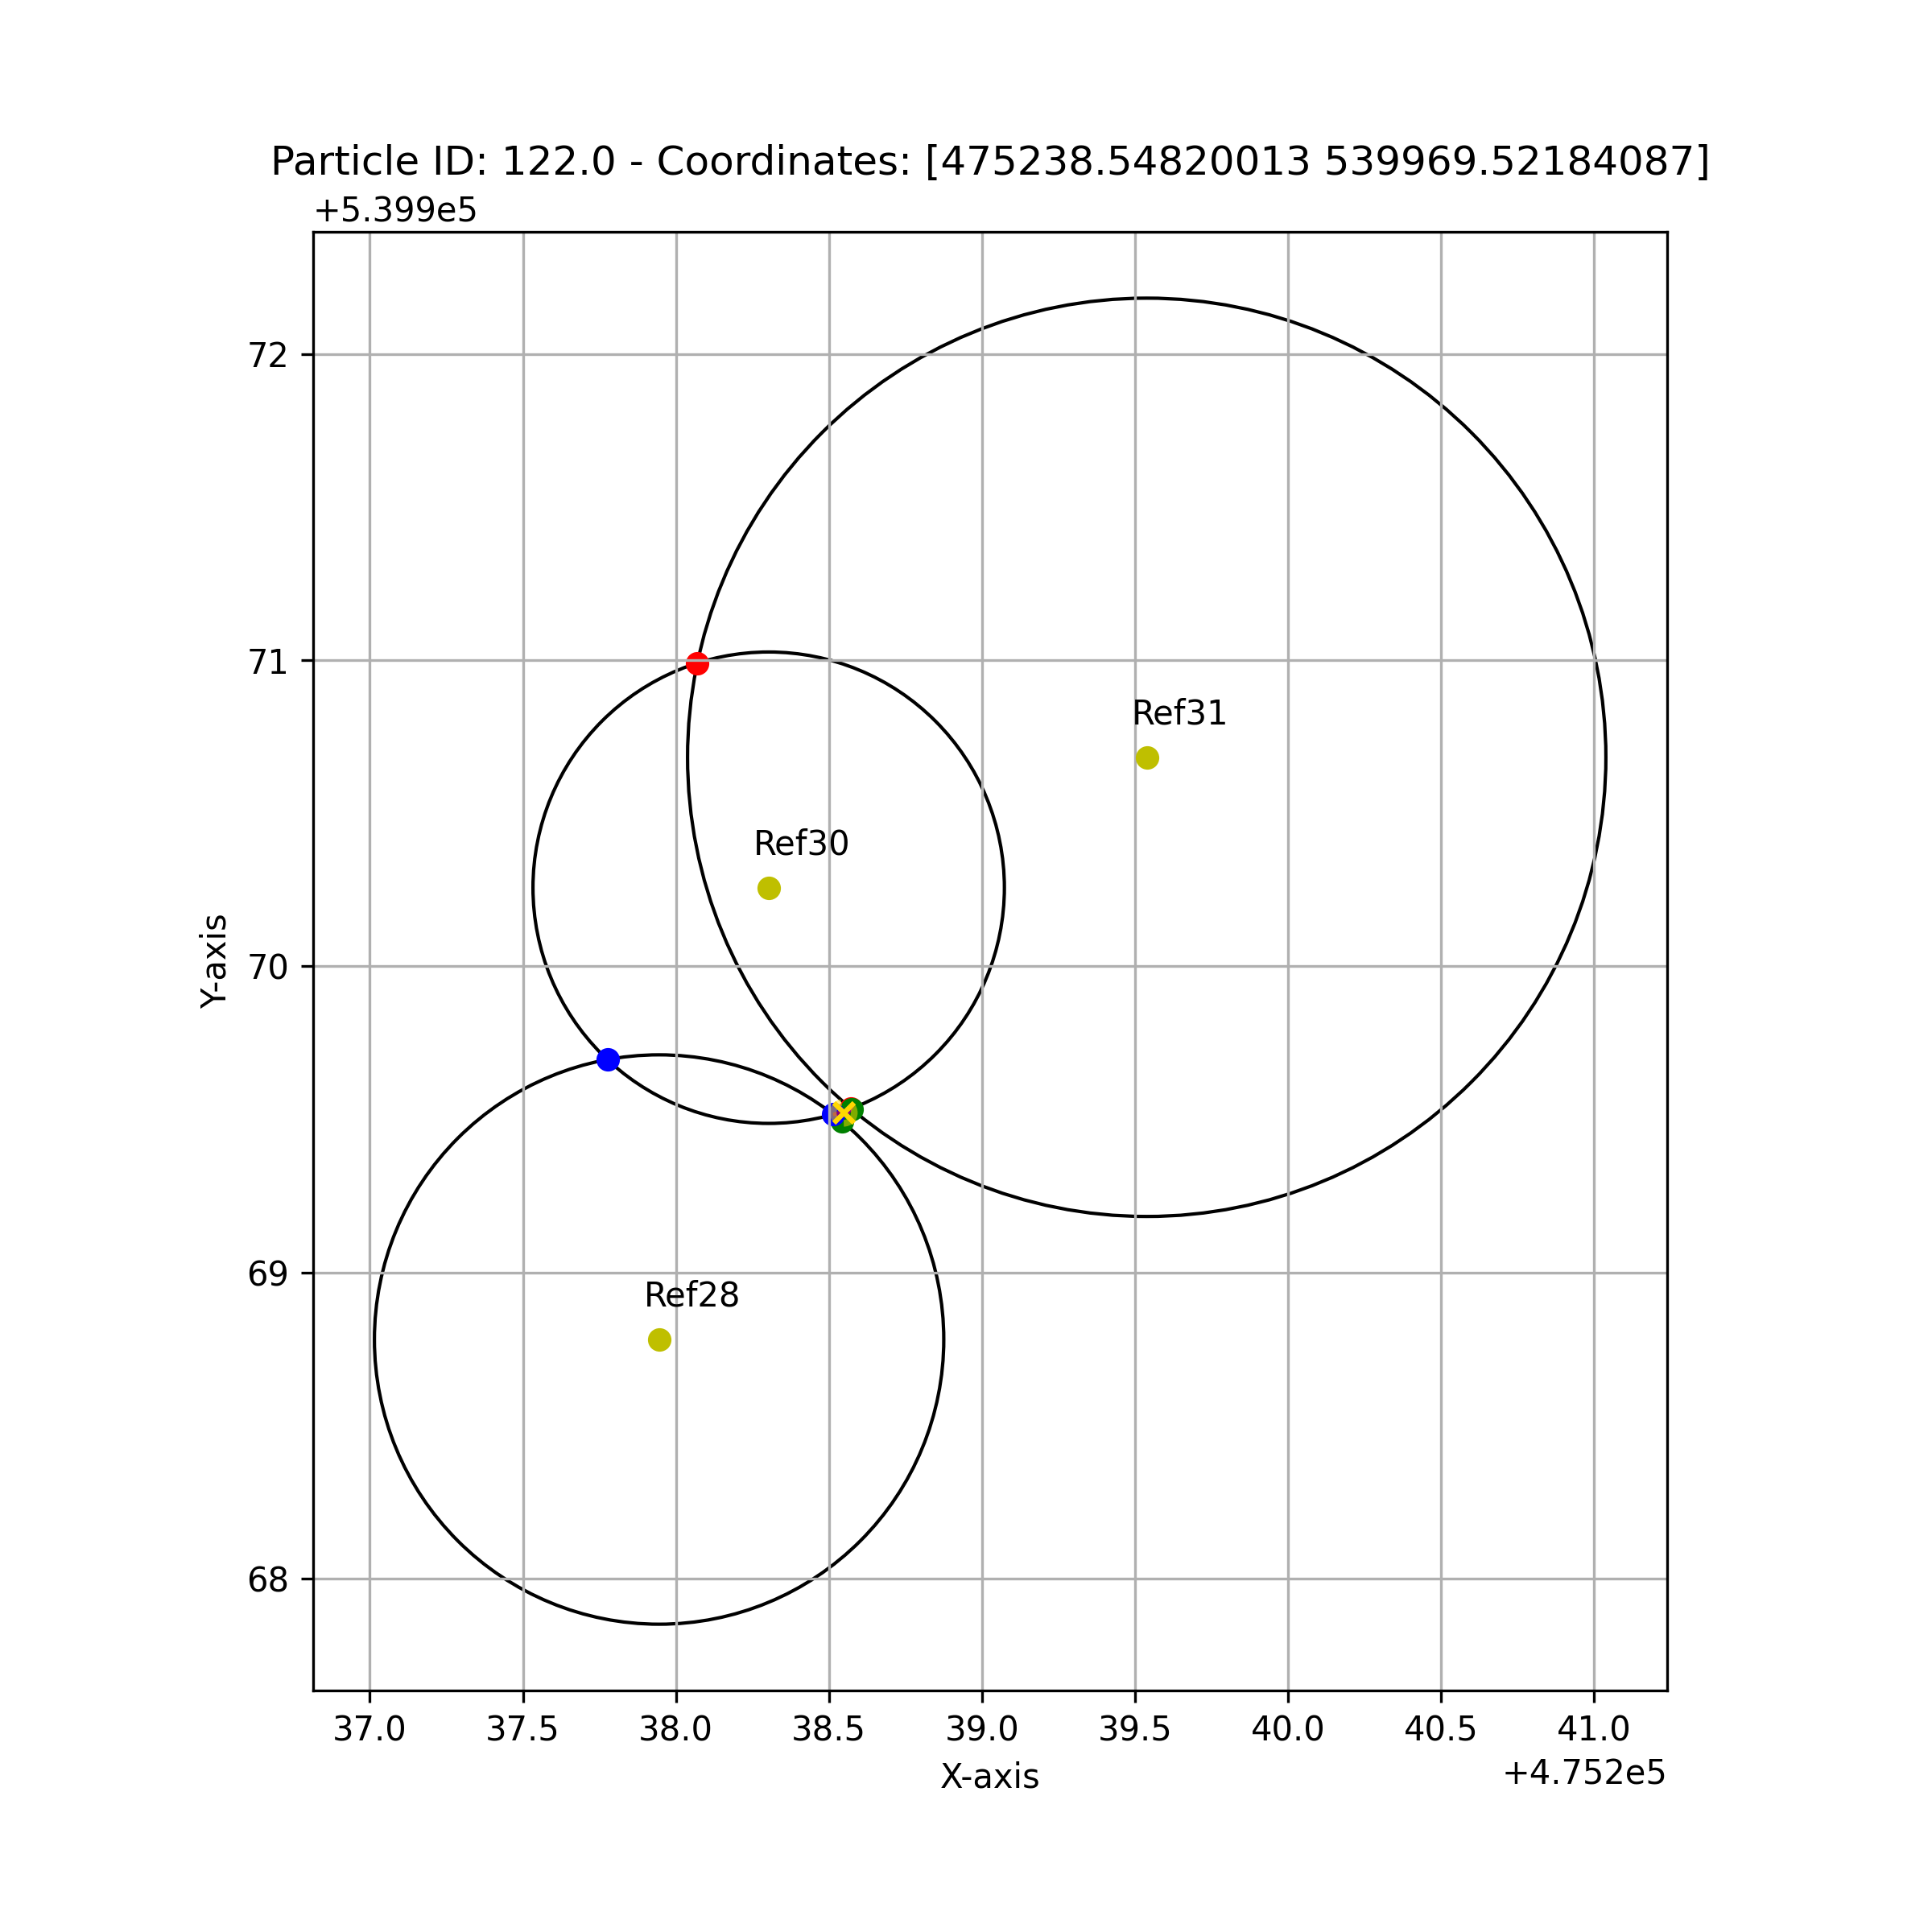 Particle ID: 122.0 - Coordinates: [475238.54820013 539969.52184087]
+5.399e5
72
71
Ref31
Ref30
70
Y-axis
69
Ref28
68
37.0 37.5 38.0 38.5 39.0 39.5 40.0 40.5 41.0
X-axis
+4.752e5